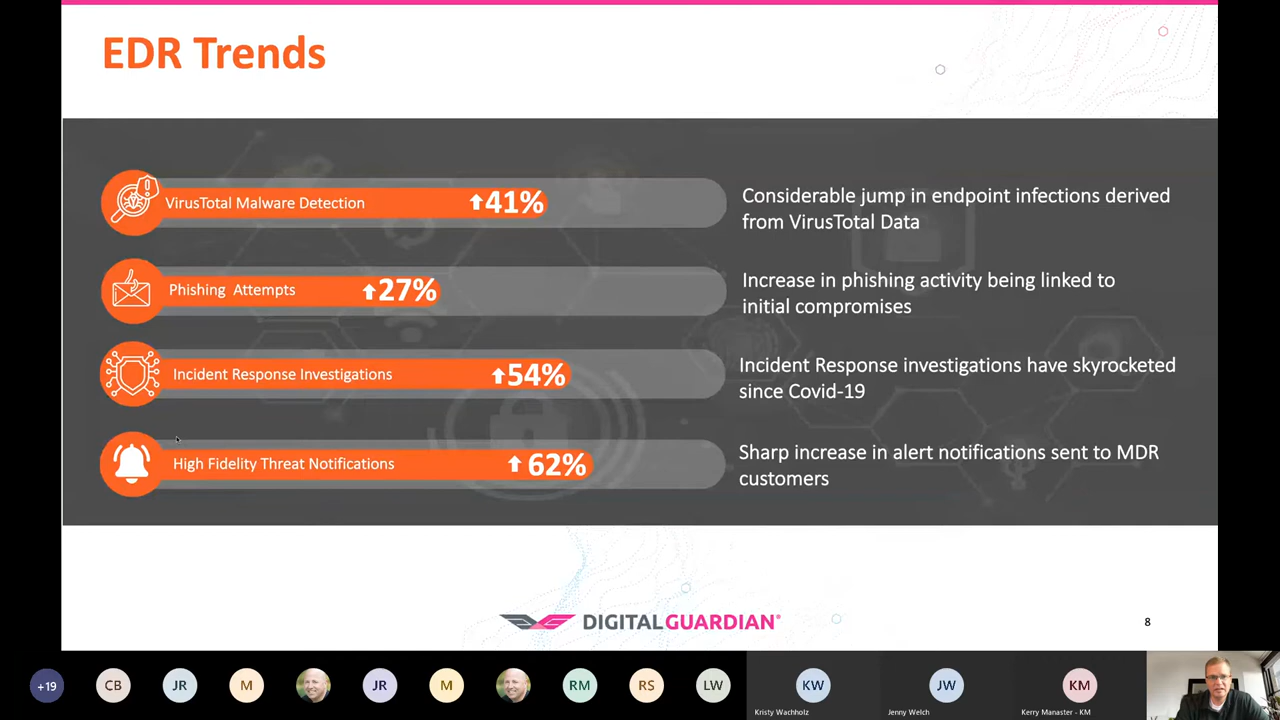 EDR Trends
VirusTotal Malware Detection
41%
Considerable jump in endpoint infections derived
from VirusTotal Data
Phishing Attempts
27%
Increase in phishing activity being linked to
initial compromises
Incident Response Investigations
54%
Incident Response investigations have skyrocketed
since Covid-19
High Fidelity Threat Notifications
62%
Sharp increase in alert notifications sent to MDR
customers
DIGITALGUARDIAN®
8
+19
CB
JR
M
JR
M
RM
RS
LW
KW
JW
KM
Kristy Wachholz
Jenny Welch
Kerry Manaster - KM